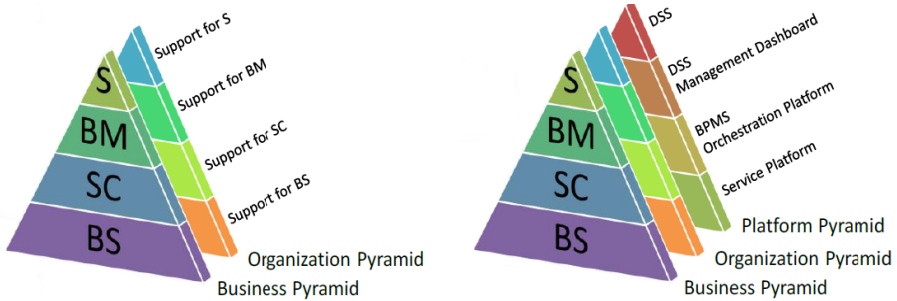 S
BM
SC
BS
Support for S
Support for BM
Support for SC
Support for BS
Organization Pyramid
Business Pyramid
S
BM
SC
BS
DSS
DSS
Management Dashboard
BPMS
Orchestration Platform
Service Platform
Platform Pyramid
Organization Pyramid
Business Pyramid